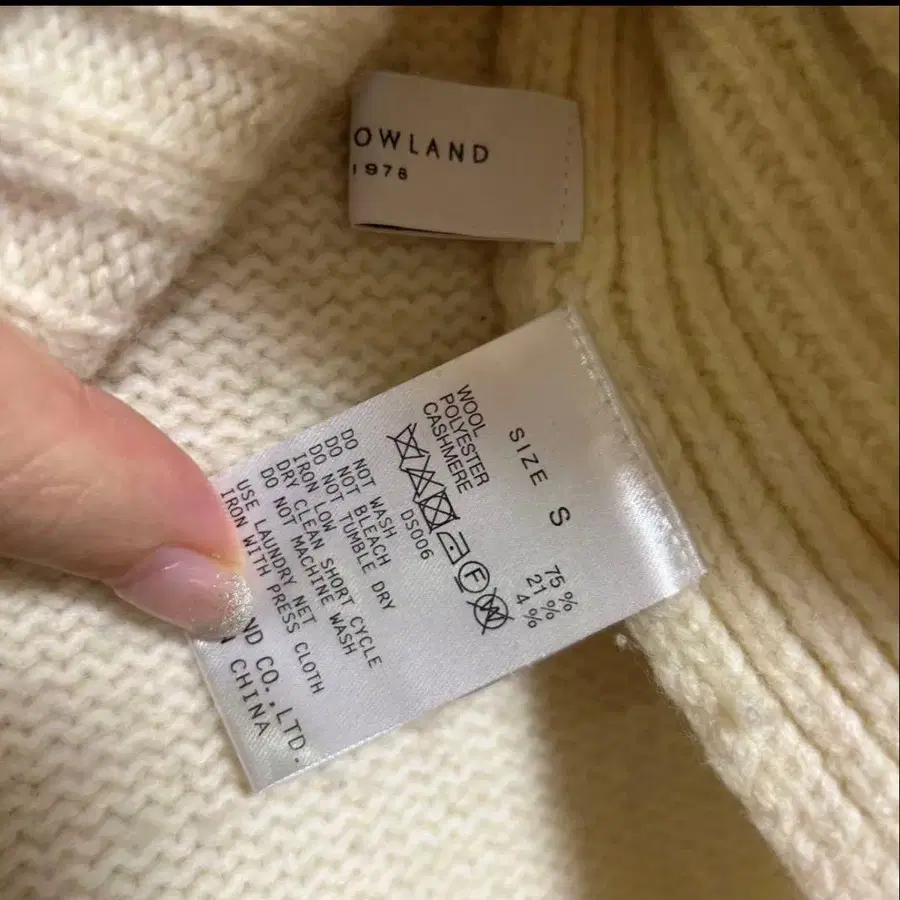 OWLAND
1978
SIZE S
WOOL 75 %
POLYESTER 21 %
CASHMERE 4 %
DS006
DO NOT WASH
DO NOT BLEACH
DO NOT TUMBLE DRY
IRON LOW
DRY CLEAN SHORT CYCLE
DO NOT MACHINE WASH
USE LAUNDRY NET
IRON WITH PRESS CLOTH
ND CO.,LTD.
CHINA